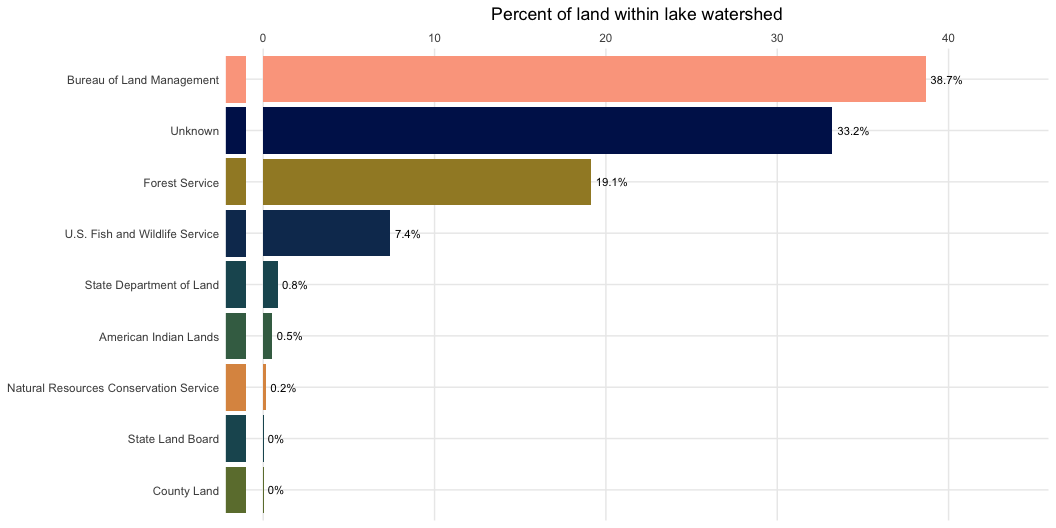 Percent of land within lake watershed
0 10 20 30 40
Bureau of Land Management 38.7%
Unknown 33.2%
Forest Service 19.1%
U.S. Fish and Wildlife Service 7.4%
State Department of Land 0.8%
American Indian Lands 0.5%
Natural Resources Conservation Service 0.2%
State Land Board 0%
County Land 0%